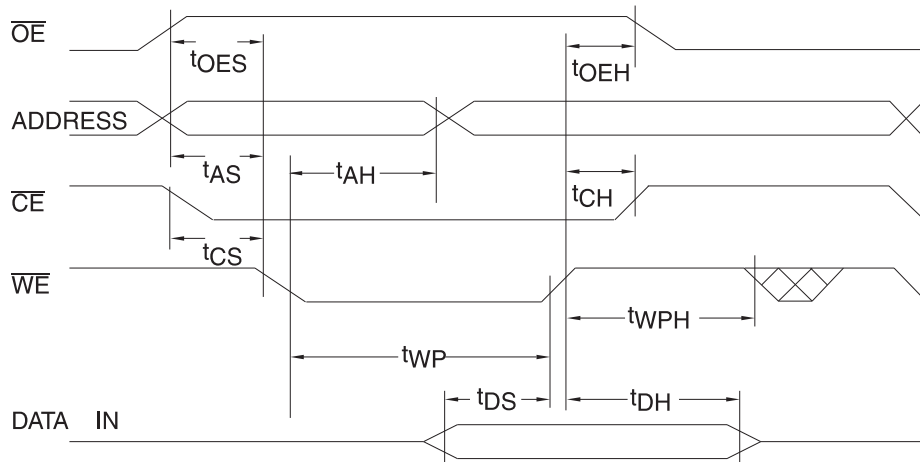 OE
tOES
tOEH
ADDRESS
tAS
tAH
tCH
CE
tCS
WE
tWPH
tWP
tDS
tDH
DATA IN